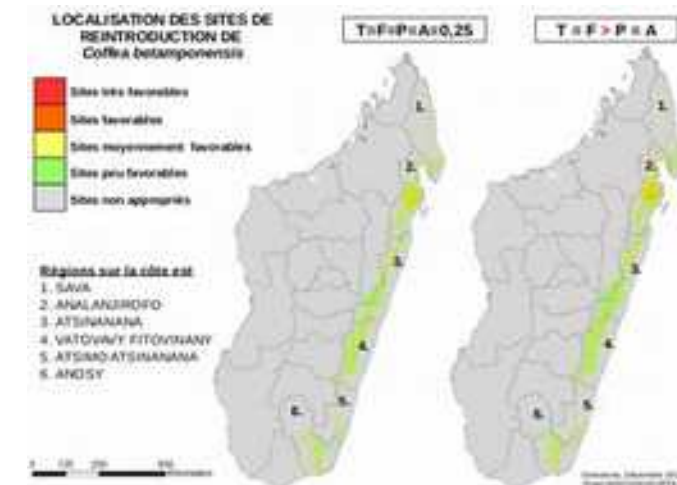 LOCALISATION DES SITES DE
REINTRODUCTION DE
Coffea betamponensis
Sites très favorables
Sites favorables
Sites moyennement favorables
Sites peu favorables
Sites non appropriés
Régions sur la côte est
1. SAVA
2. ANALANJIROFO
3. ATSINANANA
4. VATOVAVY FITOVINANY
5. ATSIMO ATSINANANA
6. ANOSY
T=F=P=A=0,25
1.
2.
3.
4.
5.
6.
T = F > P = A
1.
2.
3.
4.
5.
6.